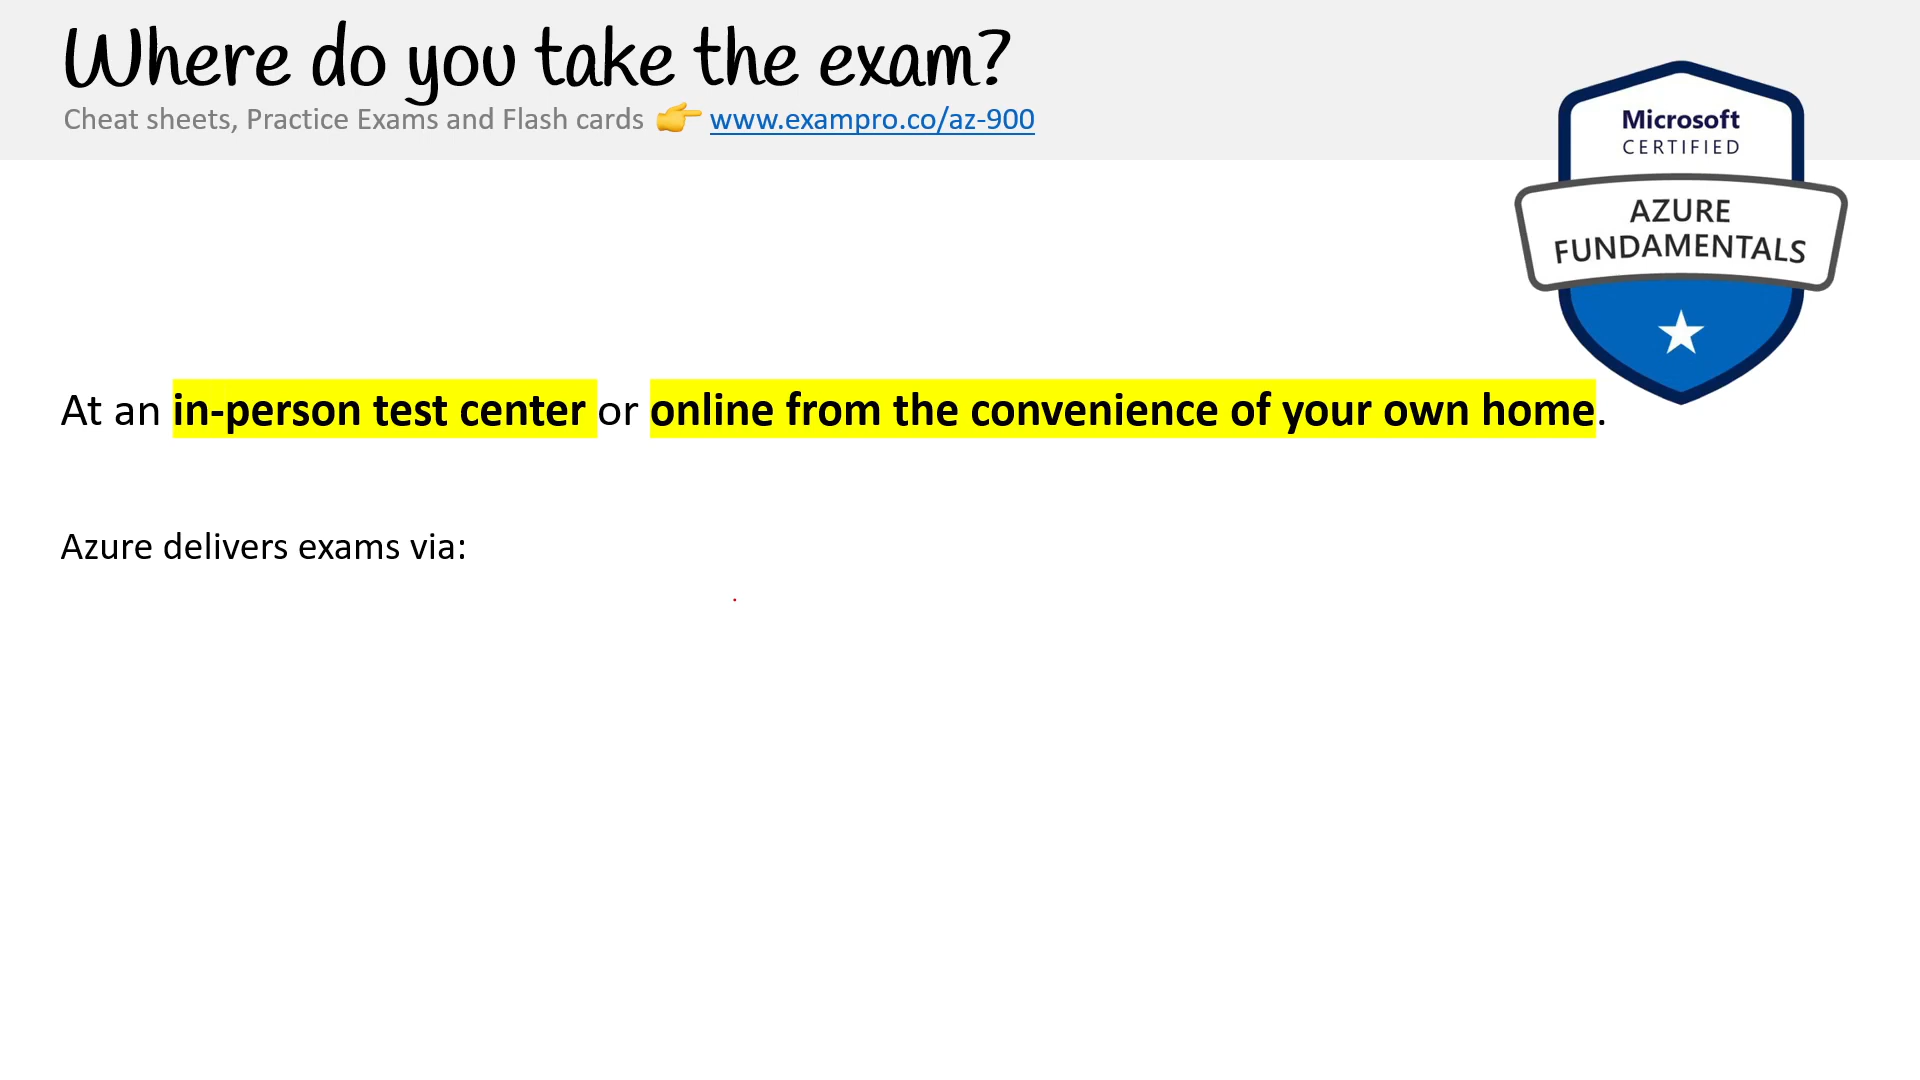 Where do you take the exam?
Cheat sheets, Practice Exams and Flash cards 👉 www.exampro.co/az-900
Microsoft
CERTIFIED
AZURE
FUNDAMENTALS
At an in-person test center or online from the convenience of your own home.
Azure delivers exams via: